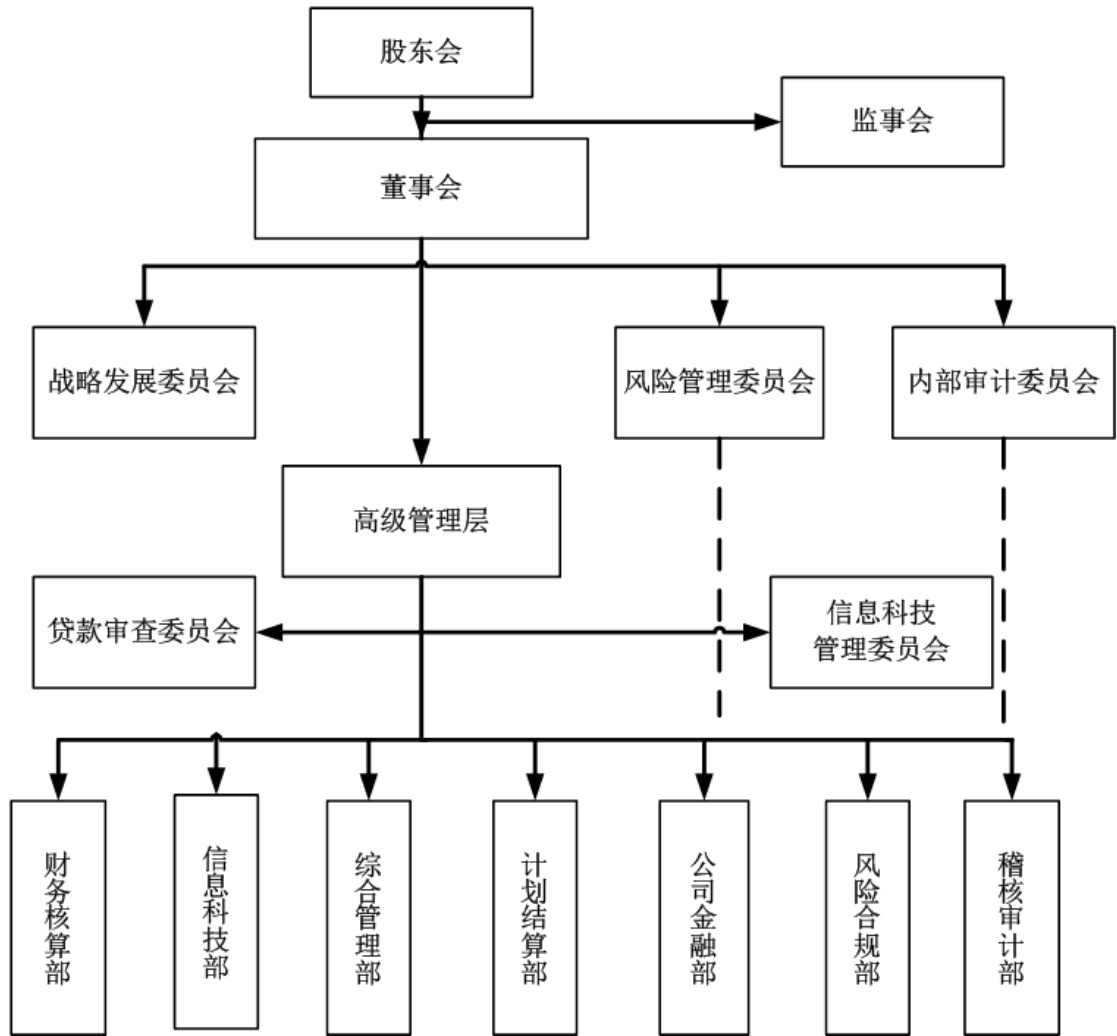 股东会
监事会
董事会
战略发展委员会
风险管理委员会
内部审计委员会
高级管理层
贷款审查委员会
信息科技
管理委员会
财务核算部
信息科技部
综合管理部
计划结算部
公司金融部
风险合规部
稽核审计部